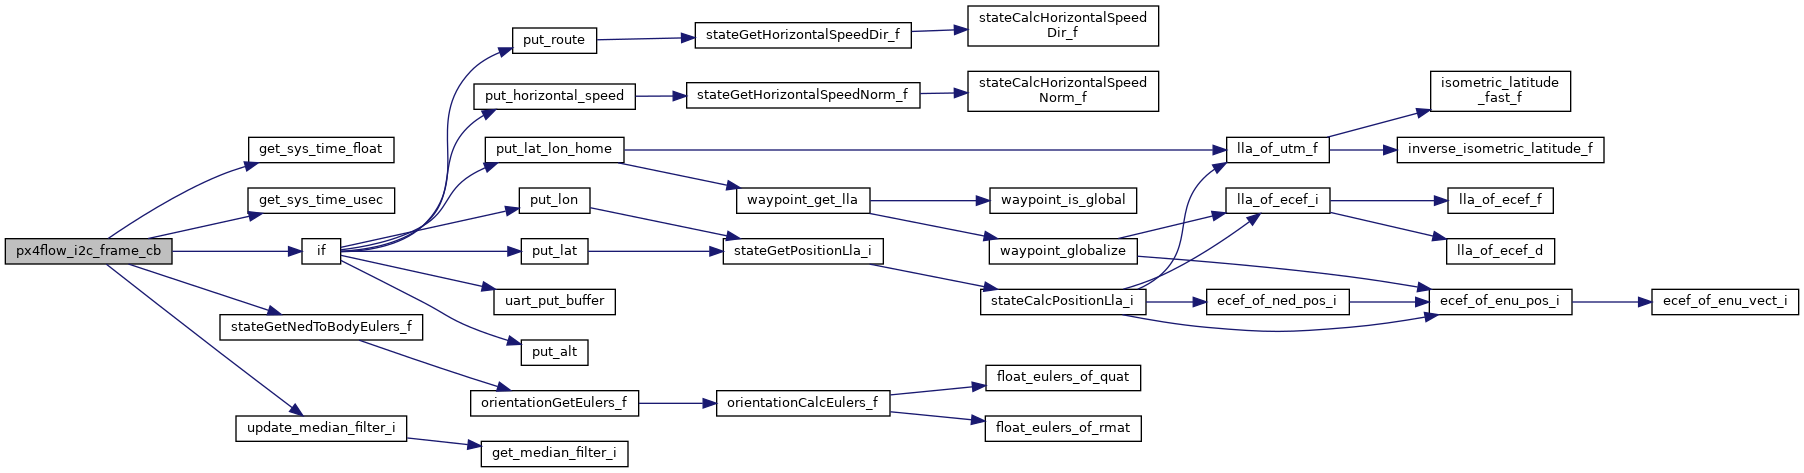 px4flow_i2c_frame_cb
get_sys_time_float
get_sys_time_usec
if
put_route
stateGetHorizontalSpeedDir_f
stateCalcHorizontalSpeed
Dir_f
put_horizontal_speed
stateGetHorizontalSpeedNorm_f
stateCalcHorizontalSpeed
Norm_f
put_lat_lon_home
lla_of_utm_f
isometric_latitude
_fast_f
inverse_isometric_latitude_f
waypoint_get_lla
waypoint_is_global
waypoint_globalize
lla_of_ecef_i
lla_of_ecef_f
lla_of_ecef_d
put_lon
put_lat
stateGetPositionLla_i
stateCalcPositionLla_i
ecef_of_ned_pos_i
ecef_of_enu_pos_i
ecef_of_enu_vect_i
uart_put_buffer
put_alt
stateGetNedToBodyEulers_f
orientationGetEulers_f
orientationCalcEulers_f
float_eulers_of_quat
float_eulers_of_rmat
update_median_filter_i
get_median_filter_i